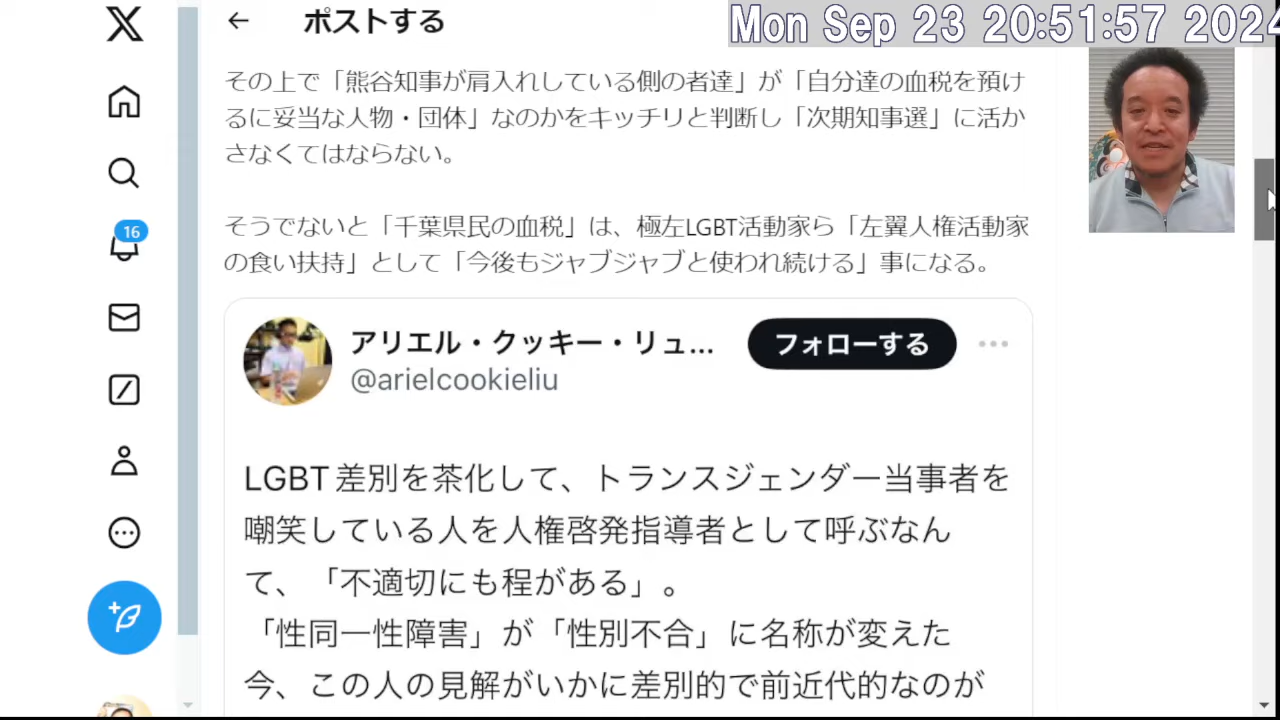 ← ポストする
Mon Sep 23 20:51:57 2024
その上で「熊谷知事が肩入れしている側の者達」が「自分達の血税を預け
るに妥当な人物・団体」なのかをキッチリと判断し「次期知事選」に活か
さなくてはならない。
そうでないと「千葉県民の血税」は、極左LGBT活動家ら「左翼人権活動家
の食い扶持」として「今後もジャブジャブと使われ続ける」事になる。
16
アリエル・クッキー・リュ...
フォローする
@arielcookieliu
LGBT差別を茶化して、トランスジェンダー当事者を
嘲笑している人を人権啓発指導者として呼ぶなん
て、「不適切にも程がある」。
「性同一性障害」が「性別不合」に名称が変えた
今、この人の見解がいかに差別的で前近代的なのが